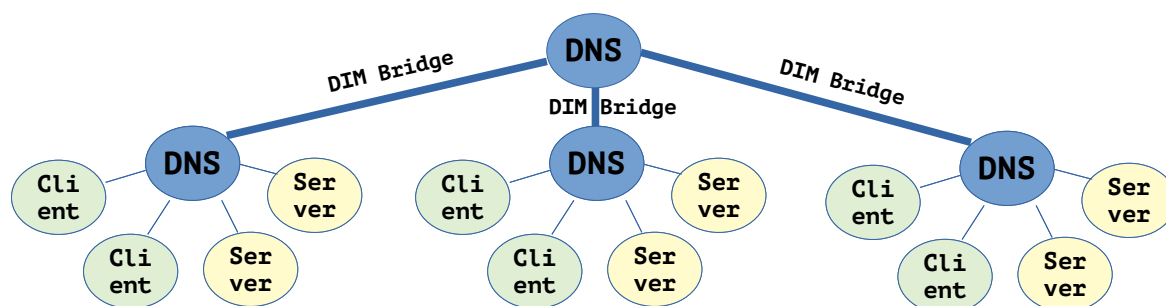 DNS
DIM Bridge
DIM Bridge
DIM Bridge
DNS
DNS
DNS
Cli
ent
Ser
ver
Cli
ent
Ser
ver
Cli
ent
Ser
ver
Cli
ent
Ser
ver
Cli
ent
Ser
ver
Cli
ent
Ser
ver